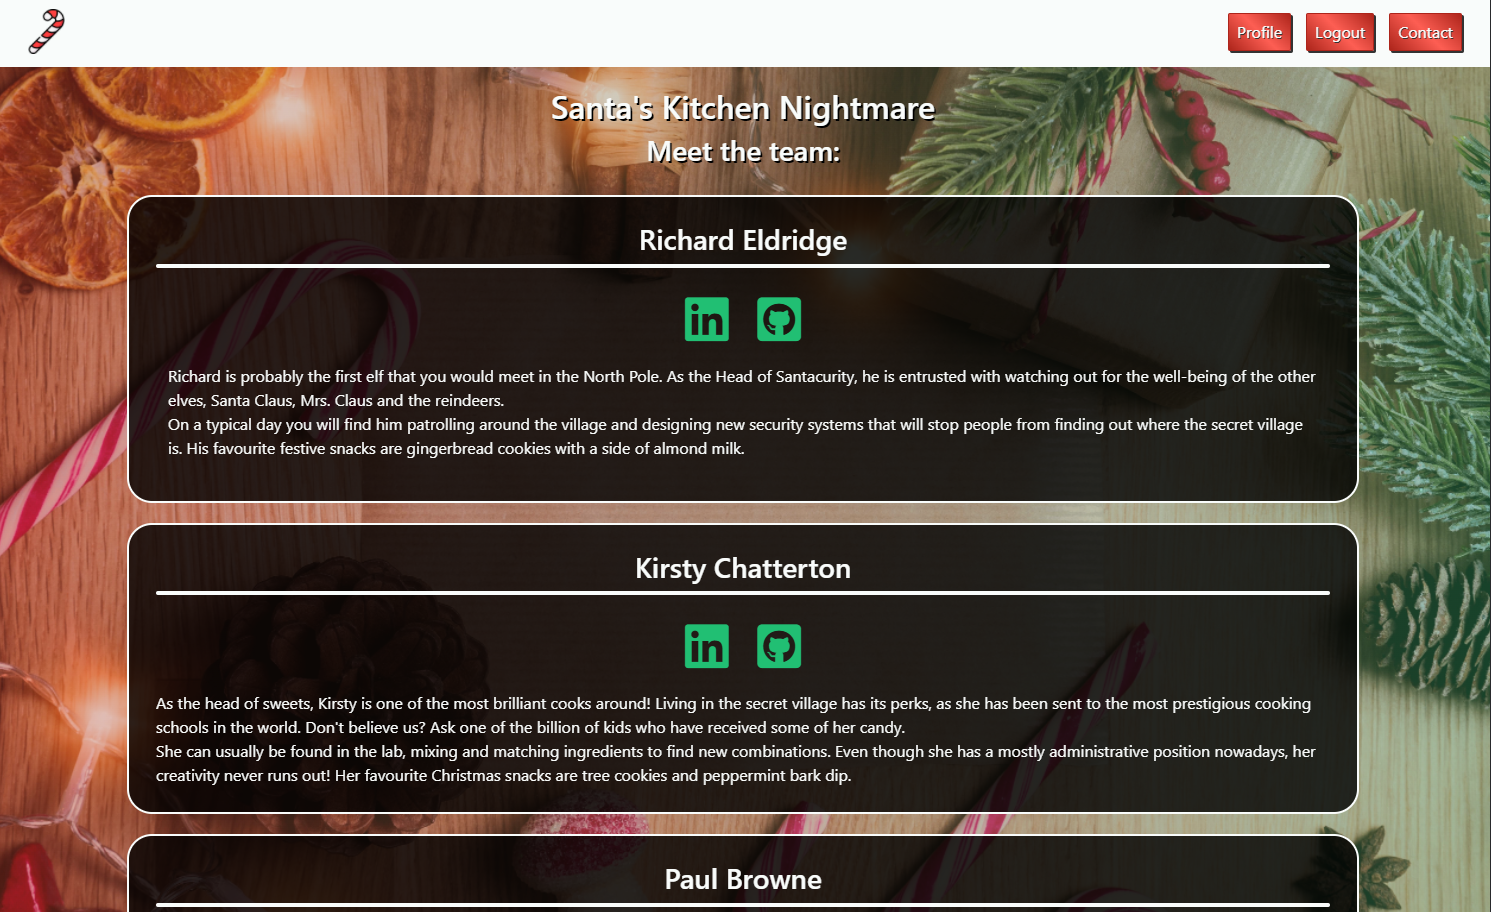 Profile Logout Contact
Santa's Kitchen Nightmare
Meet the team:
Richard Eldridge
in
Richard is probably the first elf that you would meet in the North Pole. As the Head of Santacurity, he is entrusted with watching out for the well-being of the other
elves, Santa Claus, Mrs. Claus and the reindeers.
On a typical day you will find him patrolling around the village and designing new security systems that will stop people from finding out where the secret village
is. His favourite festive snacks are gingerbread cookies with a side of almond milk.
Kirsty Chatterton
in
As the head of sweets, Kirsty is one of the most brilliant cooks around! Living in the secret village has its perks, as she has been sent to the most prestigious cooking
schools in the world. Don't believe us? Ask one of the billion of kids who have received some of her candy.
She can usually be found in the lab, mixing and matching ingredients to find new combinations. Even though she has a mostly administrative position nowadays, her
creativity never runs out! Her favourite Christmas snacks are tree cookies and peppermint bark dip.
Paul Browne